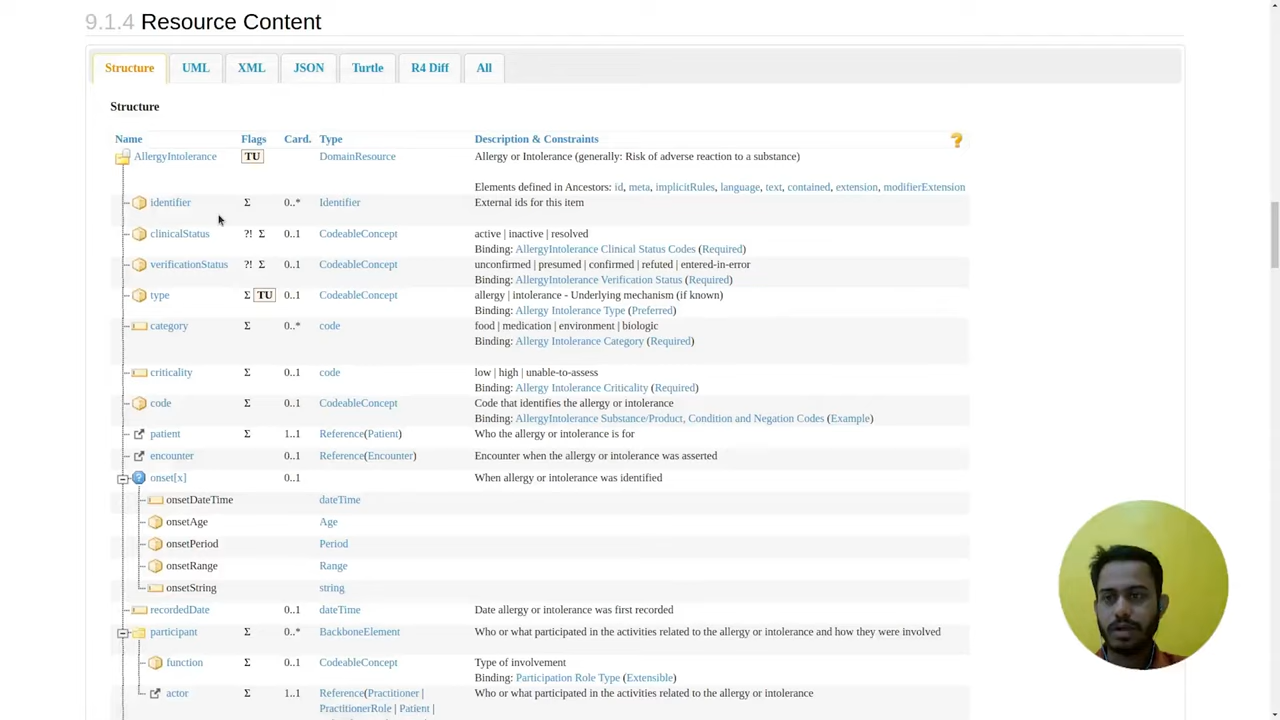 9.1.4 Resource Content
Structure UML XML JSON Turtle R4 Diff All
Structure
Name Flags Card. Type Description & Constraints ?
AllergyIntolerance TU DomainResource Allergy or Intolerance (generally: Risk of adverse reaction to a substance)
Elements defined in Ancestors: id, meta, implicitRules, language, text, contained, extension, modifierExtension
identifier Σ 0..* Identifier External ids for this item
clinicalStatus ?! Σ 0..1 CodeableConcept active | inactive | resolved
Binding: AllergyIntolerance Clinical Status Codes (Required)
verificationStatus ?! Σ 0..1 CodeableConcept unconfirmed | presumed | confirmed | refuted | entered-in-error
Binding: AllergyIntolerance Verification Status (Required)
type Σ TU 0..1 CodeableConcept allergy | intolerance - Underlying mechanism (if known)
Binding: Allergy Intolerance Type (Preferred)
category Σ 0..* code food | medication | environment | biologic
Binding: Allergy Intolerance Category (Required)
criticality Σ 0..1 code low | high | unable-to-assess
Binding: Allergy Intolerance Criticality (Required)
code Σ 0..1 CodeableConcept Code that identifies the allergy or intolerance
Binding: AllergyIntolerance Substance/Product, Condition and Negation Codes (Example)
patient Σ 1..1 Reference(Patient) Who the allergy or intolerance is for
encounter 0..1 Reference(Encounter) Encounter when the allergy or intolerance was asserted
onset[x] 0..1 When allergy or intolerance was identified
onsetDateTime dateTime
onsetAge Age
onsetPeriod Period
onsetRange Range
onsetString string
recordedDate 0..1 dateTime Date allergy or intolerance was first recorded
participant Σ 0..* BackboneElement Who or what participated in the activities related to the allergy or intolerance and how they were involved
function Σ 0..1 CodeableConcept Type of involvement
Binding: Participation Role Type (Extensible)
actor Σ 1..1 Reference(Practitioner | Who or what participated in the activities related to the allergy or intolerance
PractitionerRole | Patient |